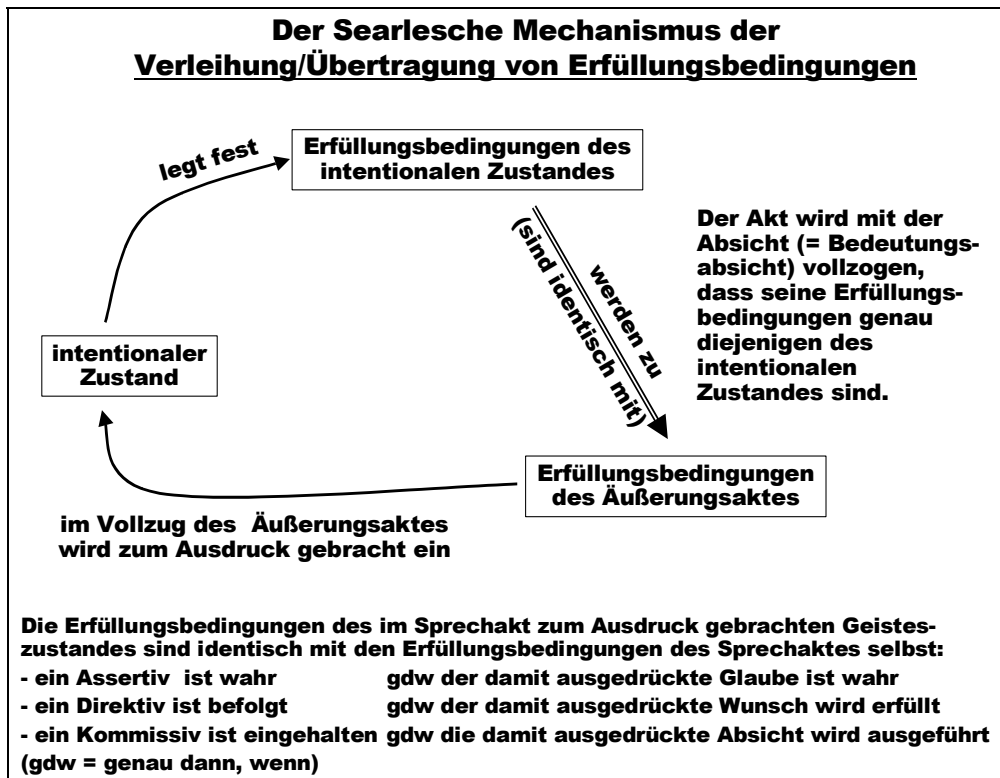 Der Searlesche Mechanismus der
Verleihung/Übertragung von Erfüllungsbedingungen
legt fest
Erfüllungsbedingungen des
intentionalen Zustandes
werden zu
(sind identisch mit)
Der Akt wird mit der
Absicht (= Bedeutungs-
absicht) vollzogen,
dass seine Erfüllungs-
bedingungen genau
diejenigen des
intentionalen
Zustandes sind.
intentionaler
Zustand
Erfüllungsbedingungen
des Äußerungsaktes
im Vollzug des Äußerungsaktes
wird zum Ausdruck gebracht ein
Die Erfüllungsbedingungen des im Sprechakt zum Ausdruck gebrachten Geistes-
zustandes sind identisch mit den Erfüllungsbedingungen des Sprechaktes selbst:
- ein Assertiv ist wahr gdw der damit ausgedrückte Glaube ist wahr
- ein Direktiv ist befolgt gdw der damit ausgedrückte Wunsch wird erfüllt
- ein Kommissiv ist eingehalten gdw die damit ausgedrückte Absicht wird ausgeführt
(gdw = genau dann, wenn)